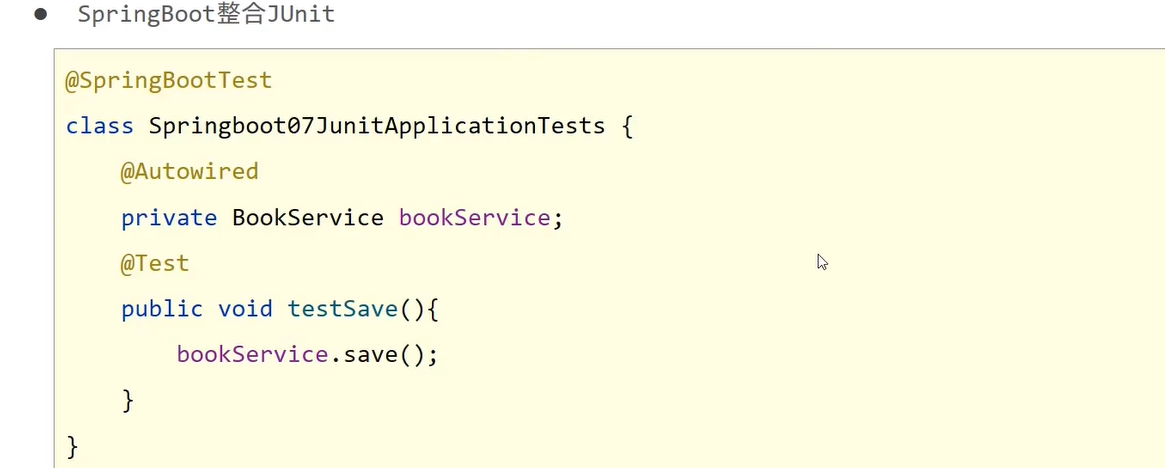 ● SpringBoot整合JUnit
@SpringBootTest
class Springboot07JunitApplicationTests {
    @Autowired
    private BookService bookService;
    @Test
    public void testSave(){
        bookService.save();
    }
}